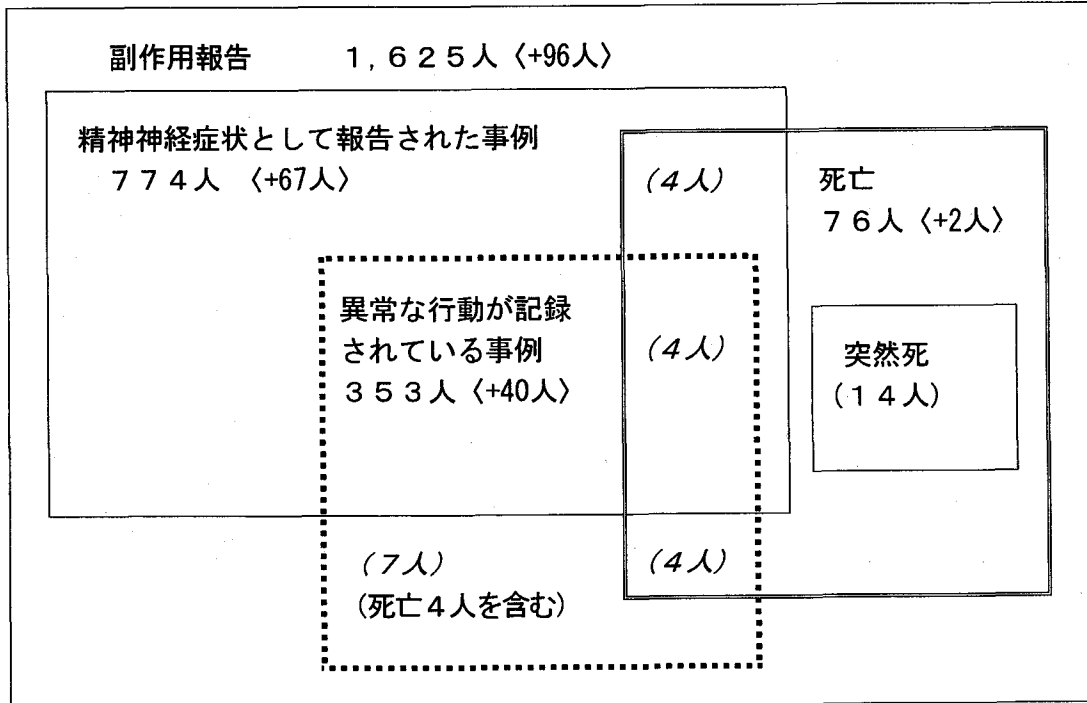 副作用報告　　１,６２５人〈+96人〉
精神神経症状として報告された事例
７７４人　〈+67人〉
(４人)
死亡
７６人〈+2人〉
異常な行動が記録
されている事例
３５３人〈+40人〉
(４人)
突然死
(１４人)
(７人)
(死亡４人を含む)
(４人)